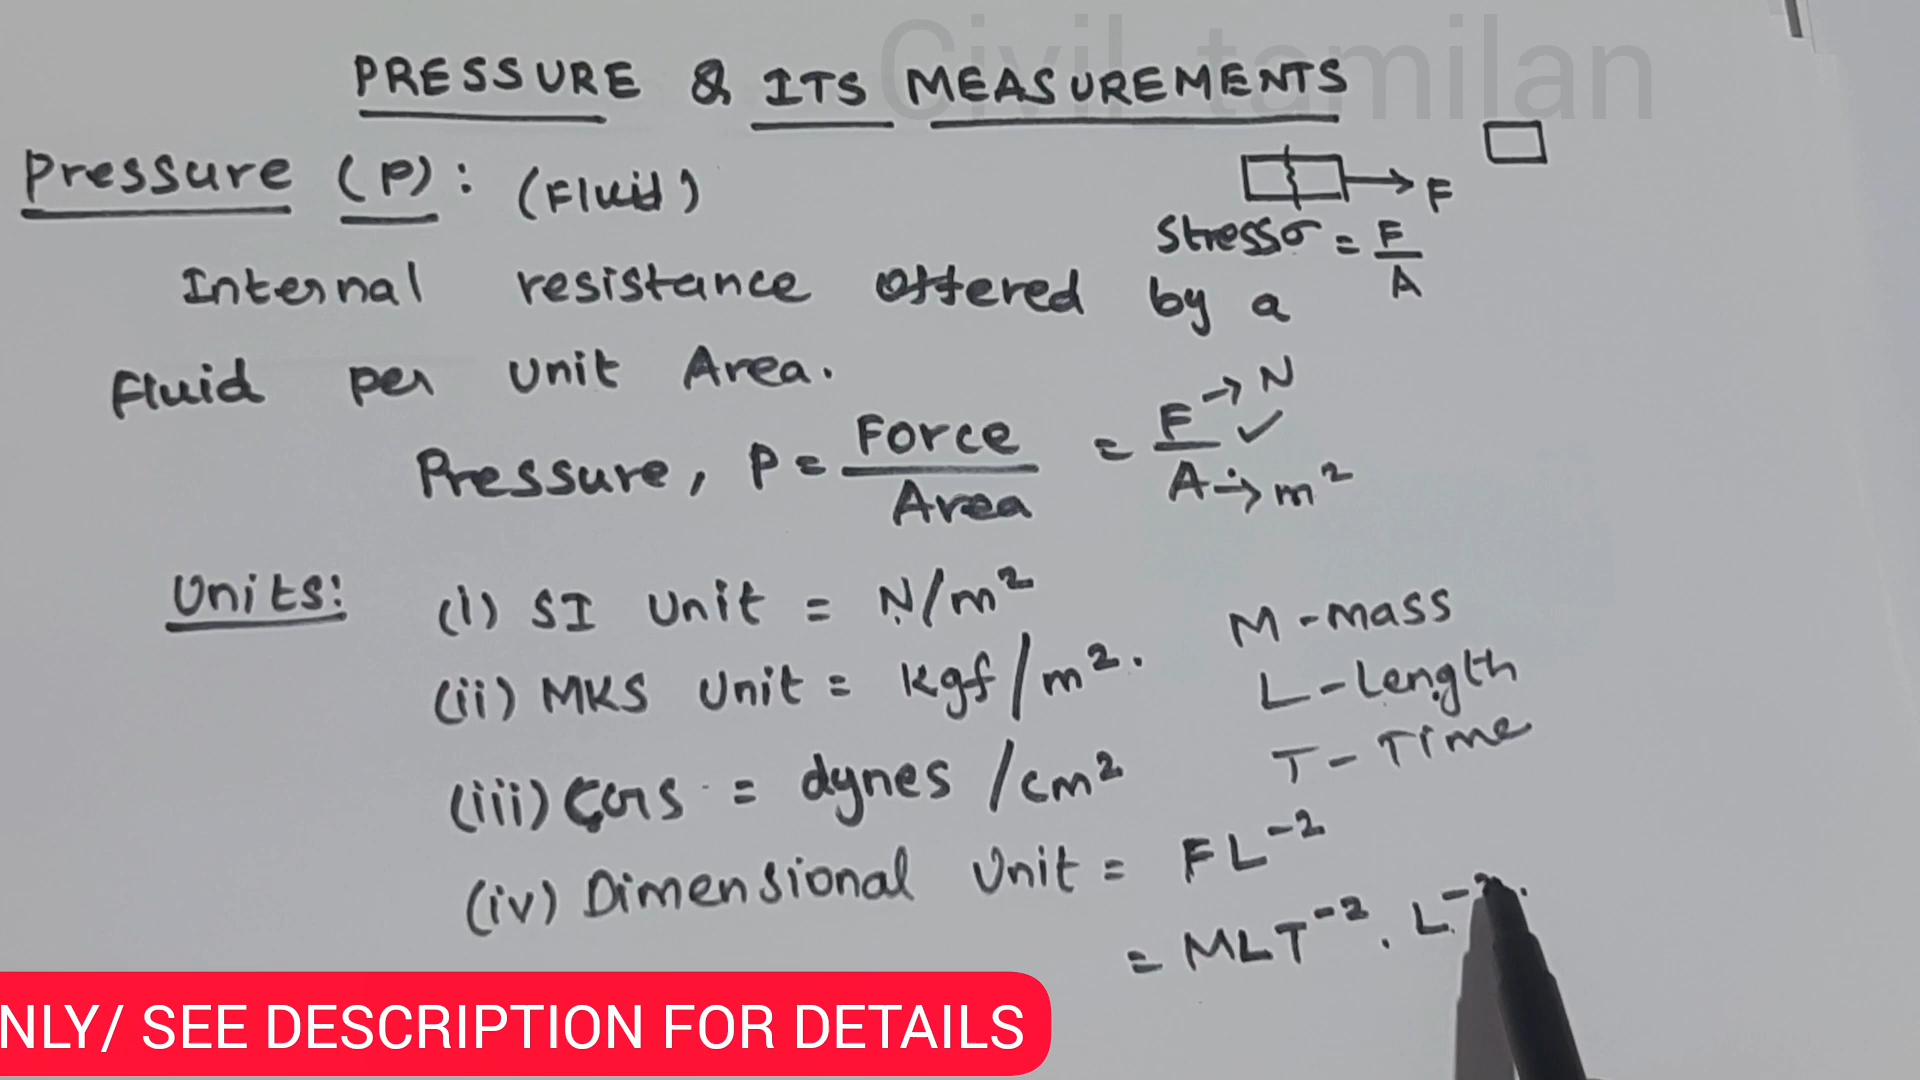 Civil_tamilan
PRESSURE & ITS MEASUREMENTS
Pressure (P): (Fluid)
F
Stress σ = F/A
Internal resistance offered by a
fluid per unit Area.
Pressure, P = Force/Area = F/A
→ N ✓
→ m²
Units: (i) SI Unit = N/m²
(ii) MKS Unit = kgf/m².
(iii) CGS = dynes/cm²
(iv) Dimensional Unit = FL⁻²
= MLT⁻². L
M - mass
L - Length
T - Time
NLY/ SEE DESCRIPTION FOR DETAILS